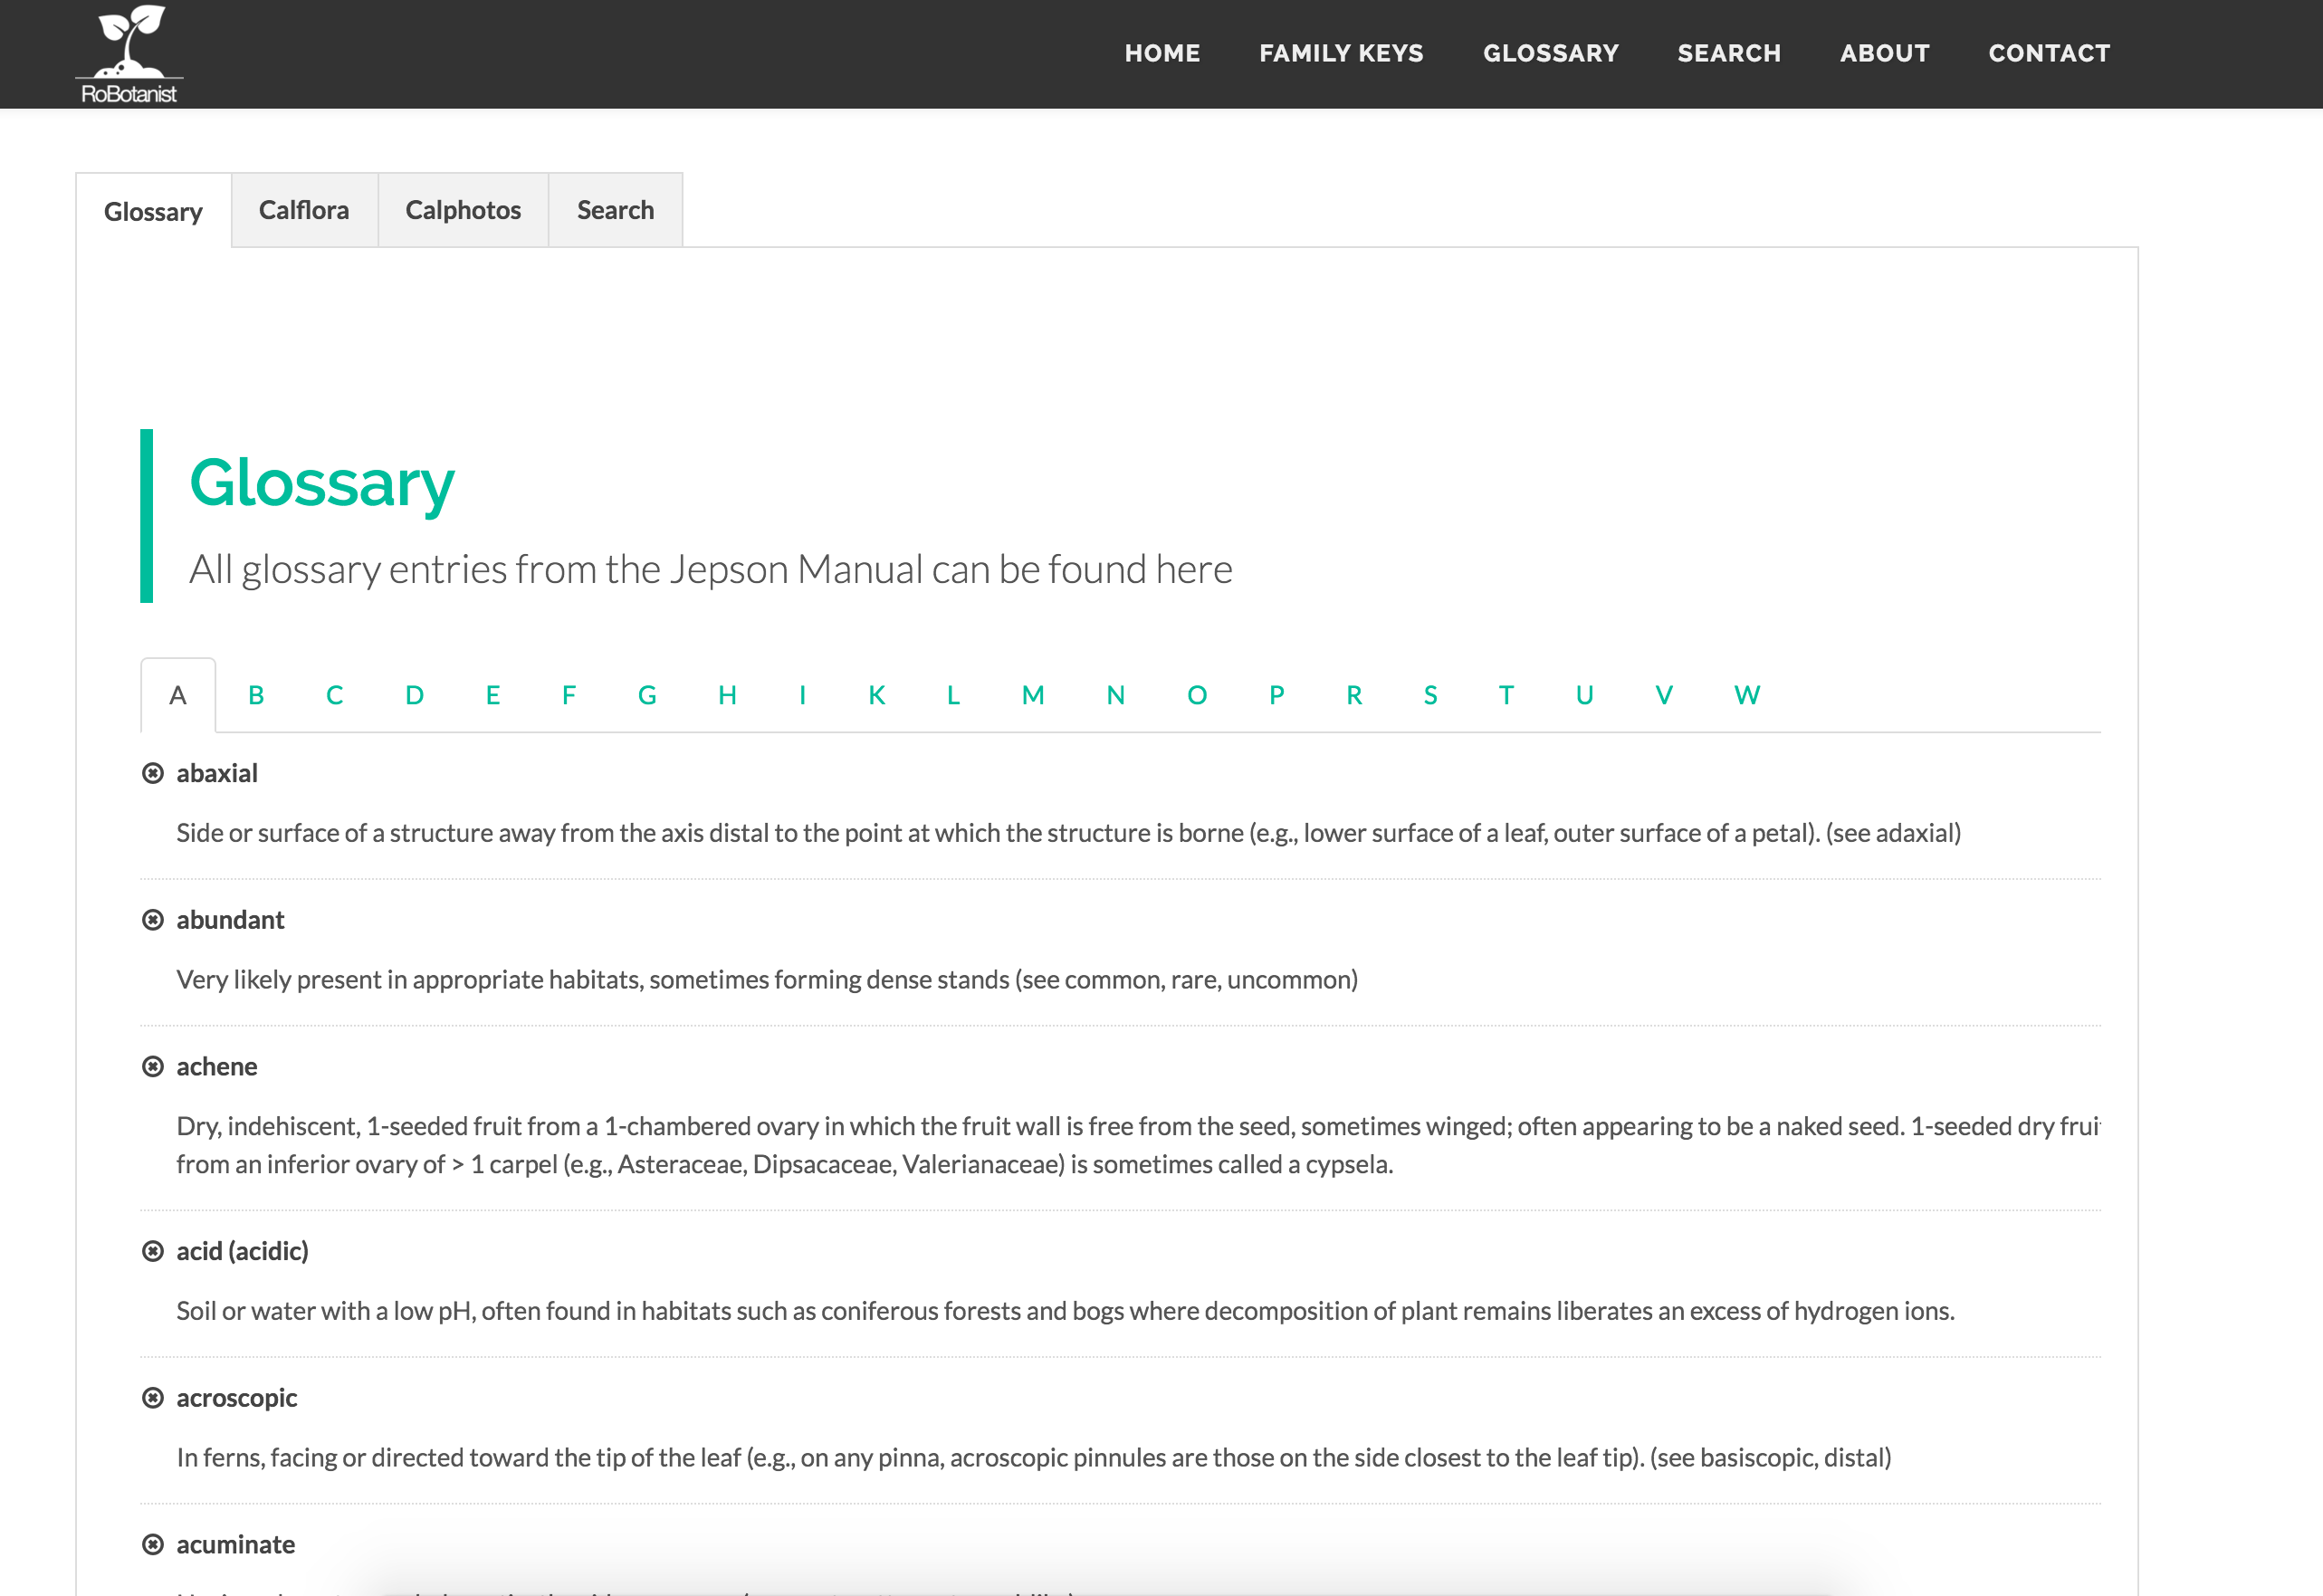 RoBotanist
HOME FAMILY KEYS GLOSSARY SEARCH ABOUT CONTACT
Glossary Calflora Calphotos Search
Glossary
All glossary entries from the Jepson Manual can be found here
A B C D E F G H I K L M N O P R S T U V W
abaxial
Side or surface of a structure away from the axis distal to the point at which the structure is borne (e.g., lower surface of a leaf, outer surface of a petal). (see adaxial)
abundant
Very likely present in appropriate habitats, sometimes forming dense stands (see common, rare, uncommon)
achene
Dry, indehiscent, 1-seeded fruit from a 1-chambered ovary in which the fruit wall is free from the seed, sometimes winged; often appearing to be a naked seed. 1-seeded dry frui
from an inferior ovary of > 1 carpel (e.g., Asteraceae, Dipsacaceae, Valerianaceae) is sometimes called a cypsela.
acid (acidic)
Soil or water with a low pH, often found in habitats such as coniferous forests and bogs where decomposition of plant remains liberates an excess of hydrogen ions.
acroscopic
In ferns, facing or directed toward the tip of the leaf (e.g., on any pinna, acroscopic pinnules are those on the side closest to the leaf tip). (see basiscopic, distal)
acuminate